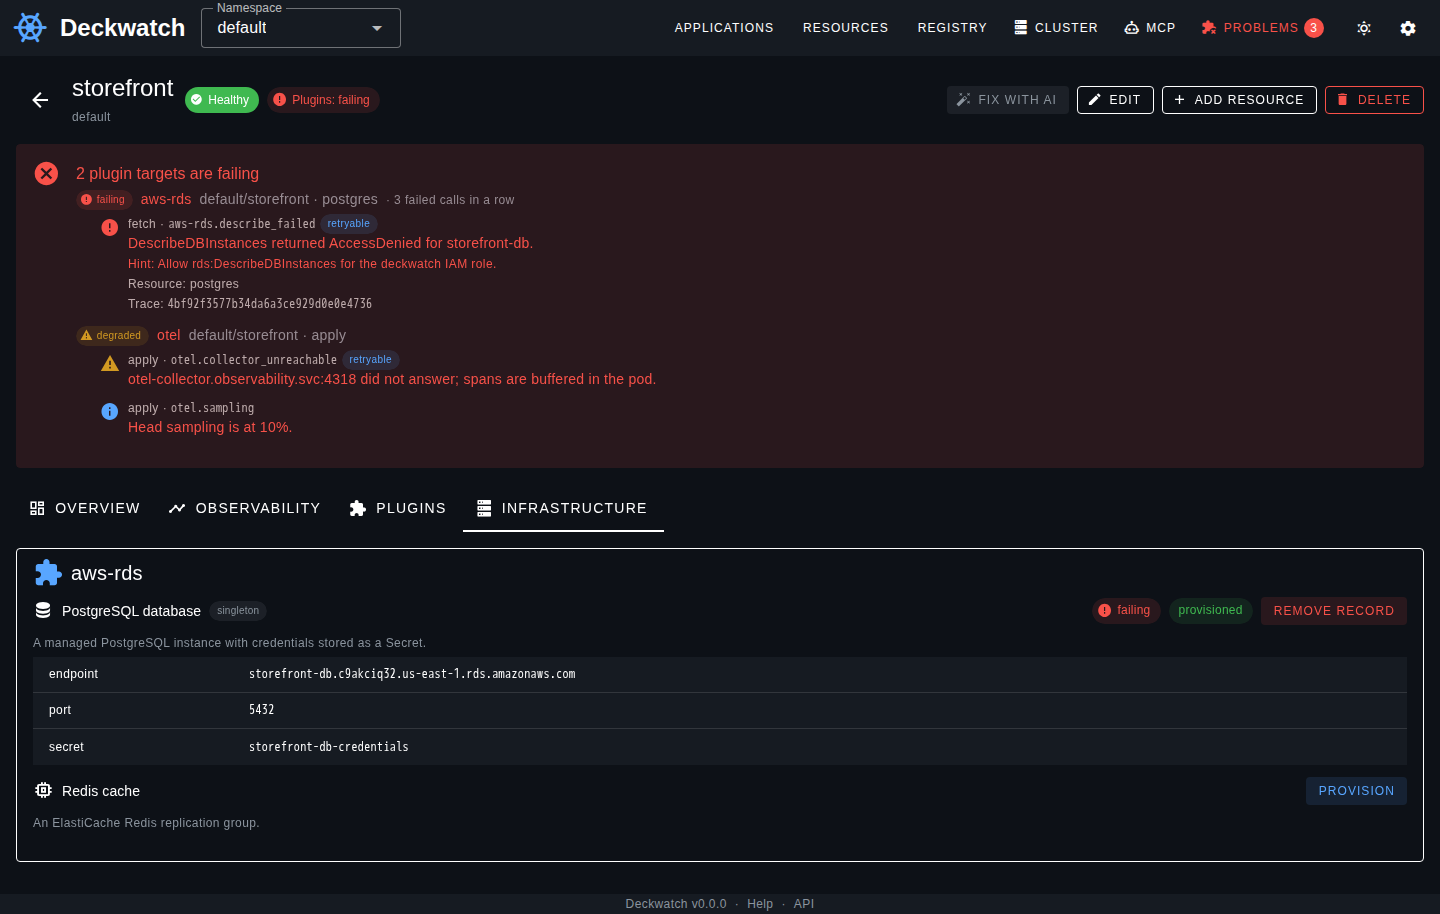 Deckwatch
Namespace
default
APPLICATIONS
RESOURCES
REGISTRY
CLUSTER
MCP
PROBLEMS 3
storefront
default
Healthy
Plugins: failing
FIX WITH AI
EDIT
ADD RESOURCE
DELETE
2 plugin targets are failing
failing aws-rds default/storefront · postgres · 3 failed calls in a row
fetch · aws-rds.describe_failed retryable
DescribeDBInstances returned AccessDenied for storefront-db.
Hint: Allow rds:DescribeDBInstances for the deckwatch IAM role.
Resource: postgres
Trace: 4bf92f3577b34da6a3ce929d0e0e4736
degraded otel default/storefront · apply
apply · otel.collector_unreachable retryable
otel-collector.observability.svc:4318 did not answer; spans are buffered in the pod.
apply · otel.sampling
Head sampling is at 10%.
OVERVIEW
OBSERVABILITY
PLUGINS
INFRASTRUCTURE
aws-rds
PostgreSQL database singleton
failing
provisioned
REMOVE RECORD
A managed PostgreSQL instance with credentials stored as a Secret.
endpoint storefront-db.c9akciq32.us-east-1.rds.amazonaws.com
port 5432
secret storefront-db-credentials
Redis cache
PROVISION
An ElastiCache Redis replication group.
Deckwatch v0.0.0 · Help · API